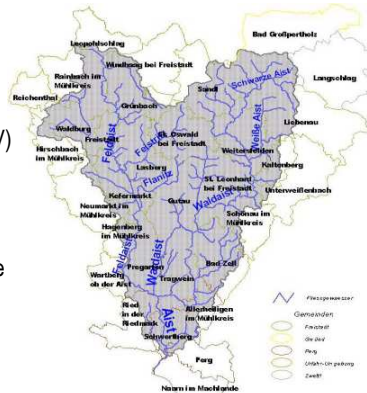 Bad Großpertholz
Leopoldschlag
Windhaag bei Freistadt
Rainbach im
Mühlkreis
Sandl
Schwarze Aist
Langschlag
Reichenthal
Grünbach
Liebenau
Waldburg
Feldaist
Weiße Aist
V)
Freistadt
St. Oswald
bei Freistadt
Hirschbach
im Mühlkreis
Weitersfelden
Lasberg
Kaltenberg
Flanitz
St. Leonhard
bei Freistadt
Kefermarkt
Waldaist
Unterweißenbach
Gutau
Neumarkt im
Mühlkreis
Schönau im
Mühlkreis
Hagenberg
im Mühlkreis
e
Feldaist
Waldaist
Pregarten
Bad Zell
Wartberg
ob der Aist
Tragwein
Fliessgewaesser
Ried
in der
Riedmark
Aist
Allerheiligen
im Mühlkreis
Gemeinden
Freistadt
Gmünd
Schwertberg
Perg
Perg
Urfahr-Umgebung
Zwettl
Naarn im Machlande